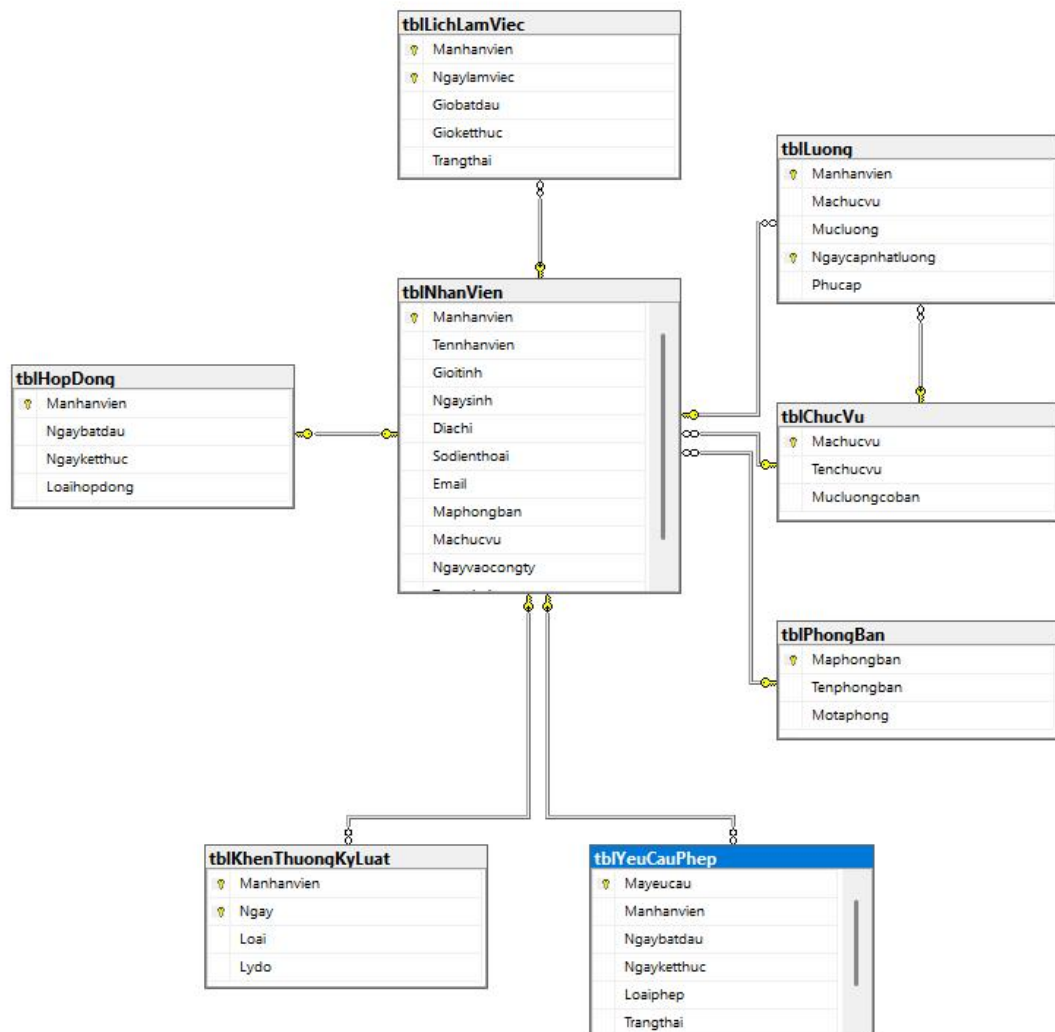 tblLichLamViec
Manhanvien
Ngaylamviec
Giobatdau
Gioketthuc
Trangthai
tblLuong
Manhanvien
Machucvu
Mucluong
Ngaycapnhatluong
Phucap
tblNhanVien
Manhanvien
Tennhanvien
Gioitinh
Ngaysinh
Diachi
Sodienthoai
Email
Maphongban
Machucvu
Ngayvaocongty
tblHopDong
Manhanvien
Ngaybatdau
Ngayketthuc
Loaihopdong
tblChucVu
Machucvu
Tenchucvu
Mucluongcoban
tblPhongBan
Maphongban
Tenphongban
Motaphong
tblKhenThuongKyLuat
Manhanvien
Ngay
Loai
Lydo
tblYeuCauPhep
Mayeucau
Manhanvien
Ngaybatdau
Ngayketthuc
Loaiphep
Trangthai